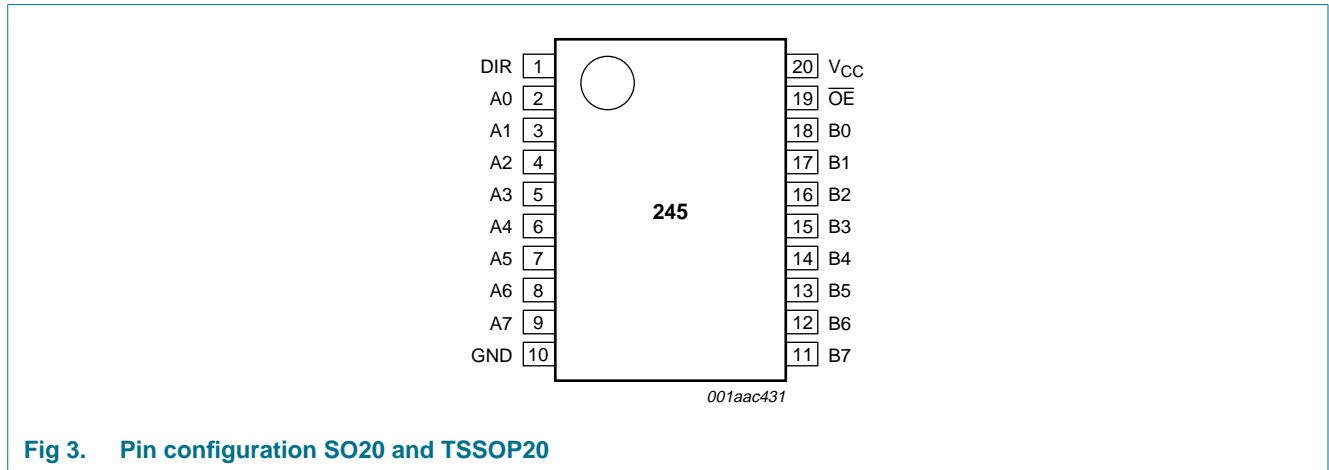 DIR 1 20 VCC
A0 2 19 O̅E̅
A1 3 18 B0
A2 4 17 B1
A3 5 16 B2
A4 6 15 B3
245
A5 7 14 B4
A6 8 13 B5
A7 9 12 B6
GND 10 11 B7
001aac431
Fig 3. Pin configuration SO20 and TSSOP20